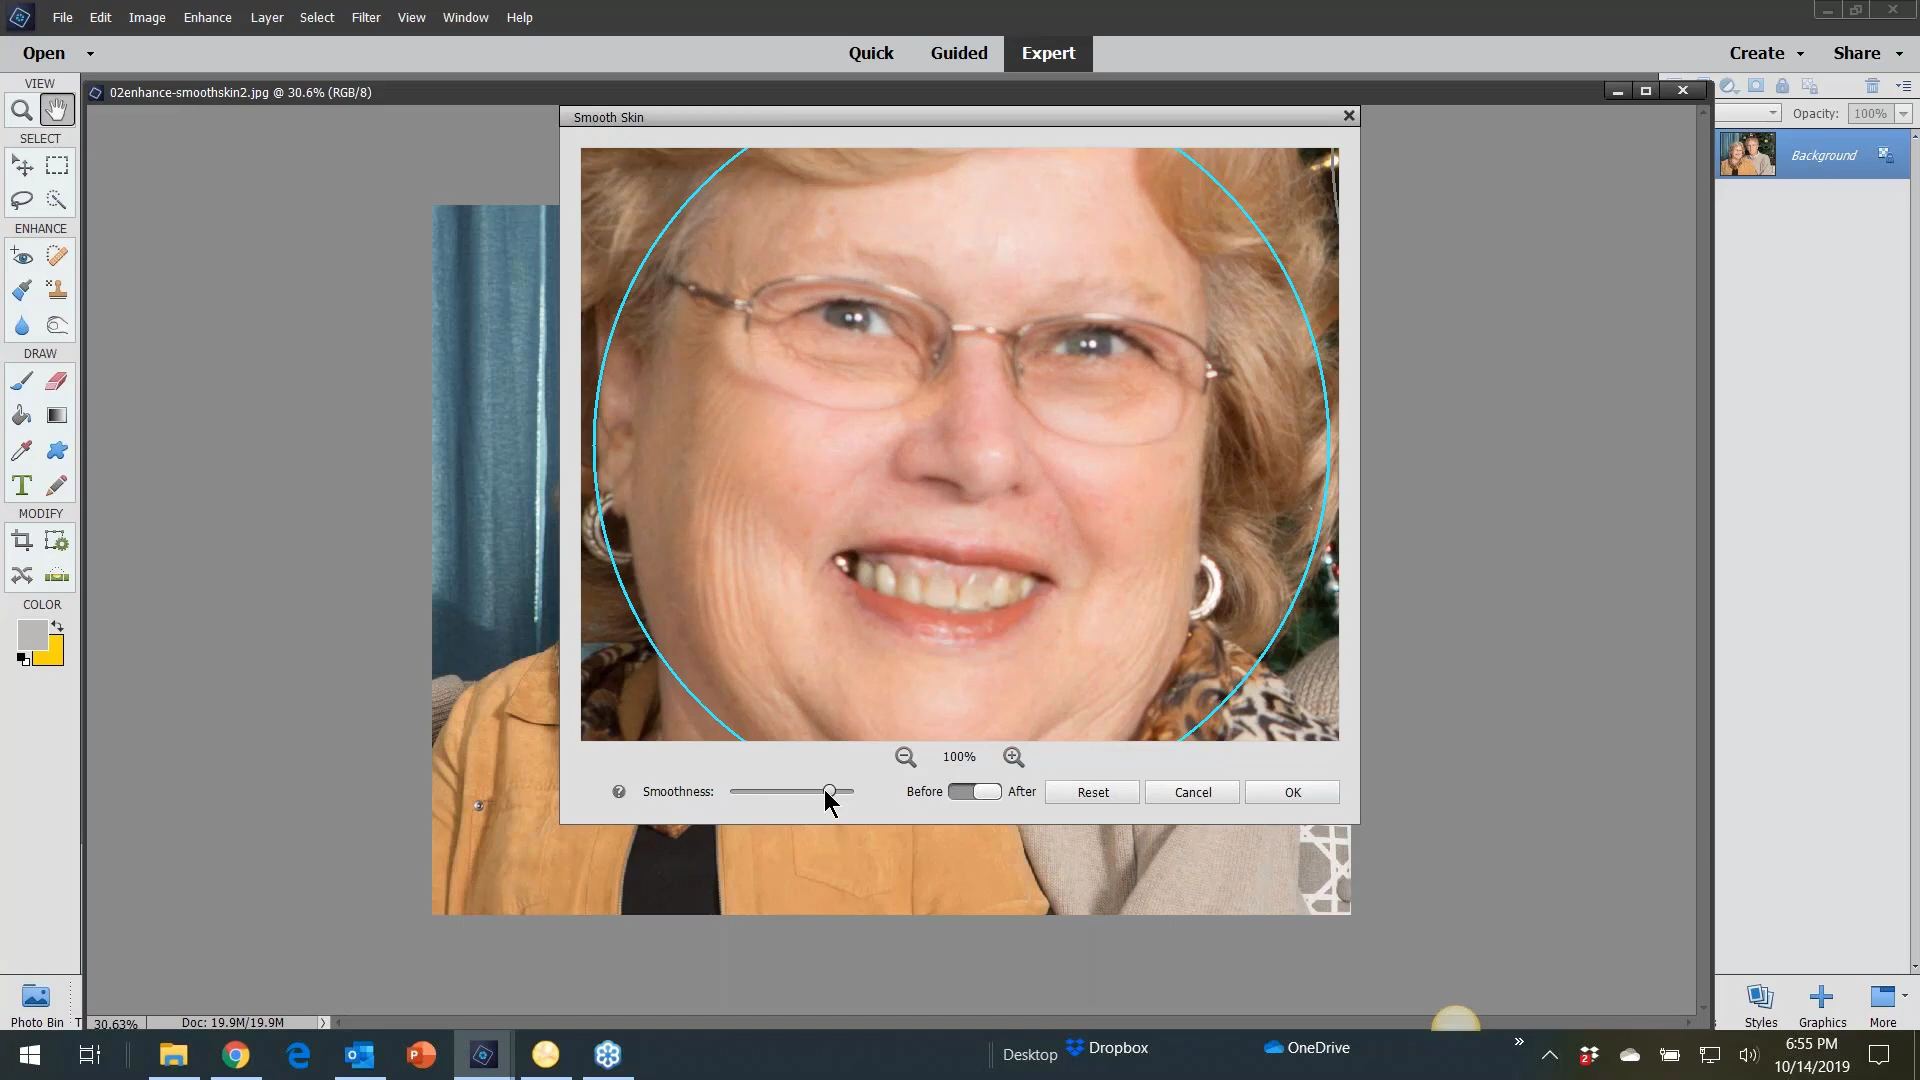 File Edit Image Enhance Layer Select Filter View Window Help
Open Quick Guided Expert Create Share
VIEW
02enhance-smoothskin2.jpg @ 30.6% (RGB/8)
Smooth Skin
Opacity: 100%
SELECT
Background
ENHANCE
DRAW
T
MODIFY
COLOR
100%
Smoothness: Before After Reset Cancel OK
Photo Bin T
30.63% Doc: 19.9M/19.9M
Styles Graphics More
Desktop Dropbox OneDrive
2
6:55 PM
10/14/2019